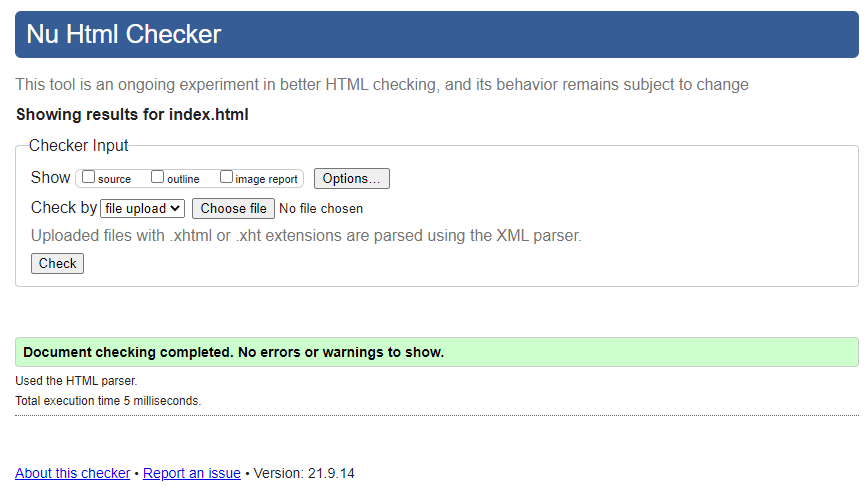 Nu Html Checker
This tool is an ongoing experiment in better HTML checking, and its behavior remains subject to change
Showing results for index.html
Checker Input
Show source outline image report Options...
Check by file upload Choose file No file chosen
Uploaded files with .xhtml or .xht extensions are parsed using the XML parser.
Check
Document checking completed. No errors or warnings to show.
Used the HTML parser.
Total execution time 5 milliseconds.
About this checker • Report an issue • Version: 21.9.14